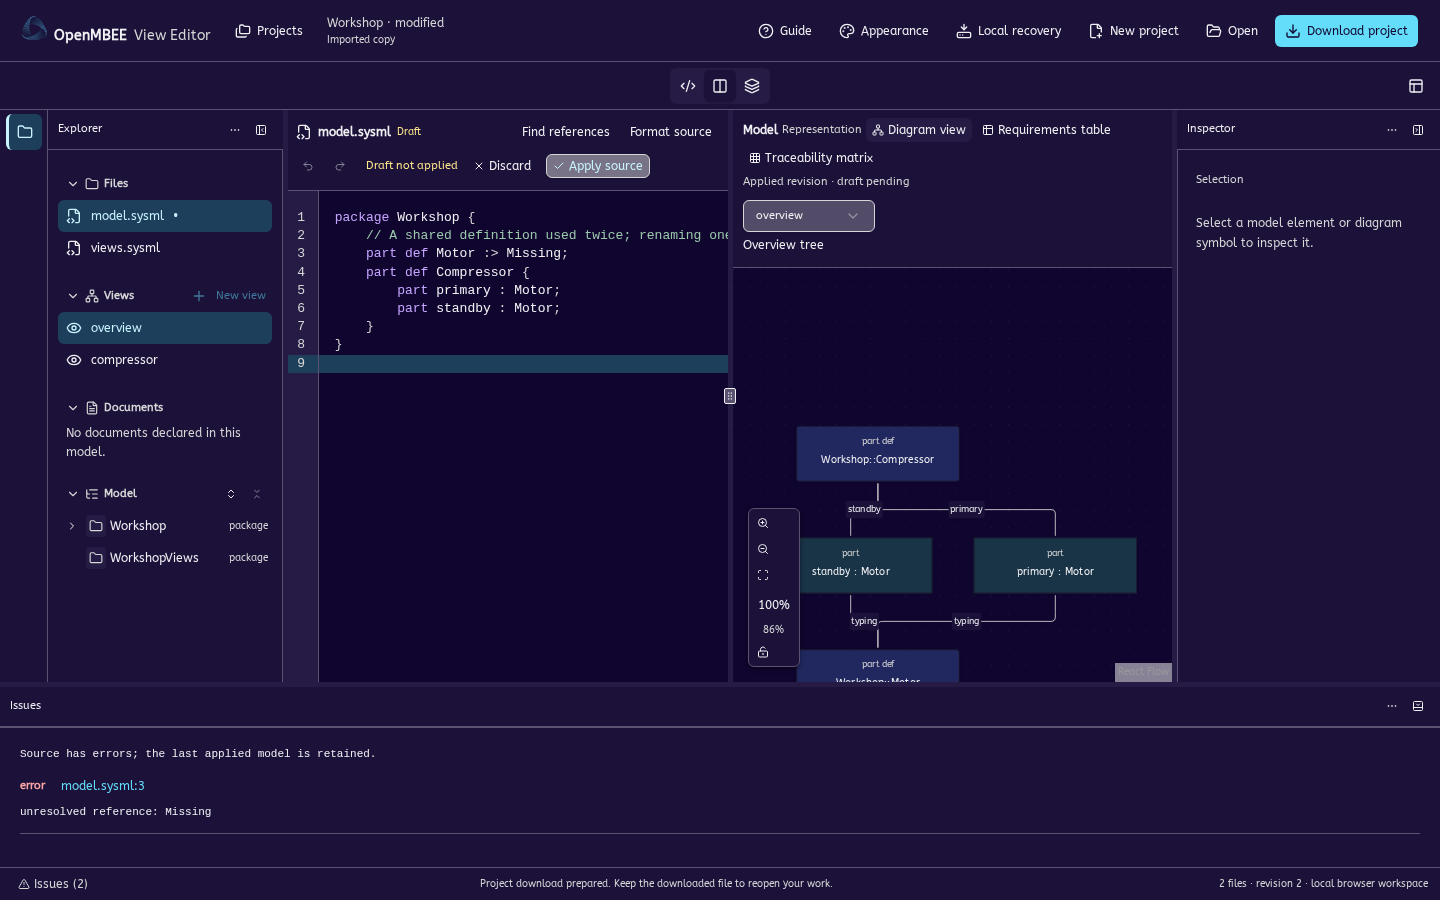 OpenMBEE View Editor
Projects
Workshop · modified
Imported copy
Guide
Appearance
Local recovery
New project
Open
Download project
Explorer
Files
model.sysml •
views.sysml
Views
New view
overview
compressor
Documents
No documents declared in this
model.
Model
Workshop package
WorkshopViews package
model.sysml Draft
Find references
Format source
Draft not applied
Discard
Apply source
1 package Workshop {
2 // A shared definition used twice; renaming one
3 part def Motor :> Missing;
4 part def Compressor {
5 part primary : Motor;
6 part standby : Motor;
7 }
8 }
9
Model Representation Diagram view Requirements table
Traceability matrix
Applied revision · draft pending
overview
Overview tree
part def
Workshop::Compressor
standby
primary
part
standby : Motor
part
primary : Motor
typing
typing
part def
Workshop::Motor
100%
86%
React Flow
Inspector
Selection
Select a model element or diagram
symbol to inspect it.
Issues
Source has errors; the last applied model is retained.
error model.sysml:3
unresolved reference: Missing
Issues (2)
Project download prepared. Keep the downloaded file to reopen your work.
2 files · revision 2 · local browser workspace